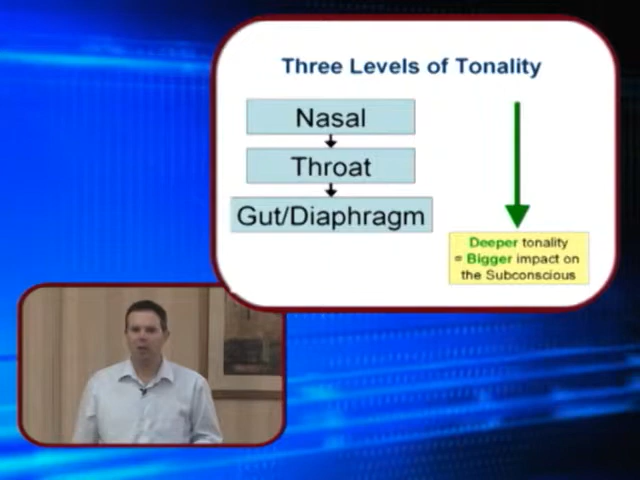 Three Levels of Tonality
Nasal
Throat
Gut/Diaphragm
Deeper tonality
= Bigger impact on
the Subconscious